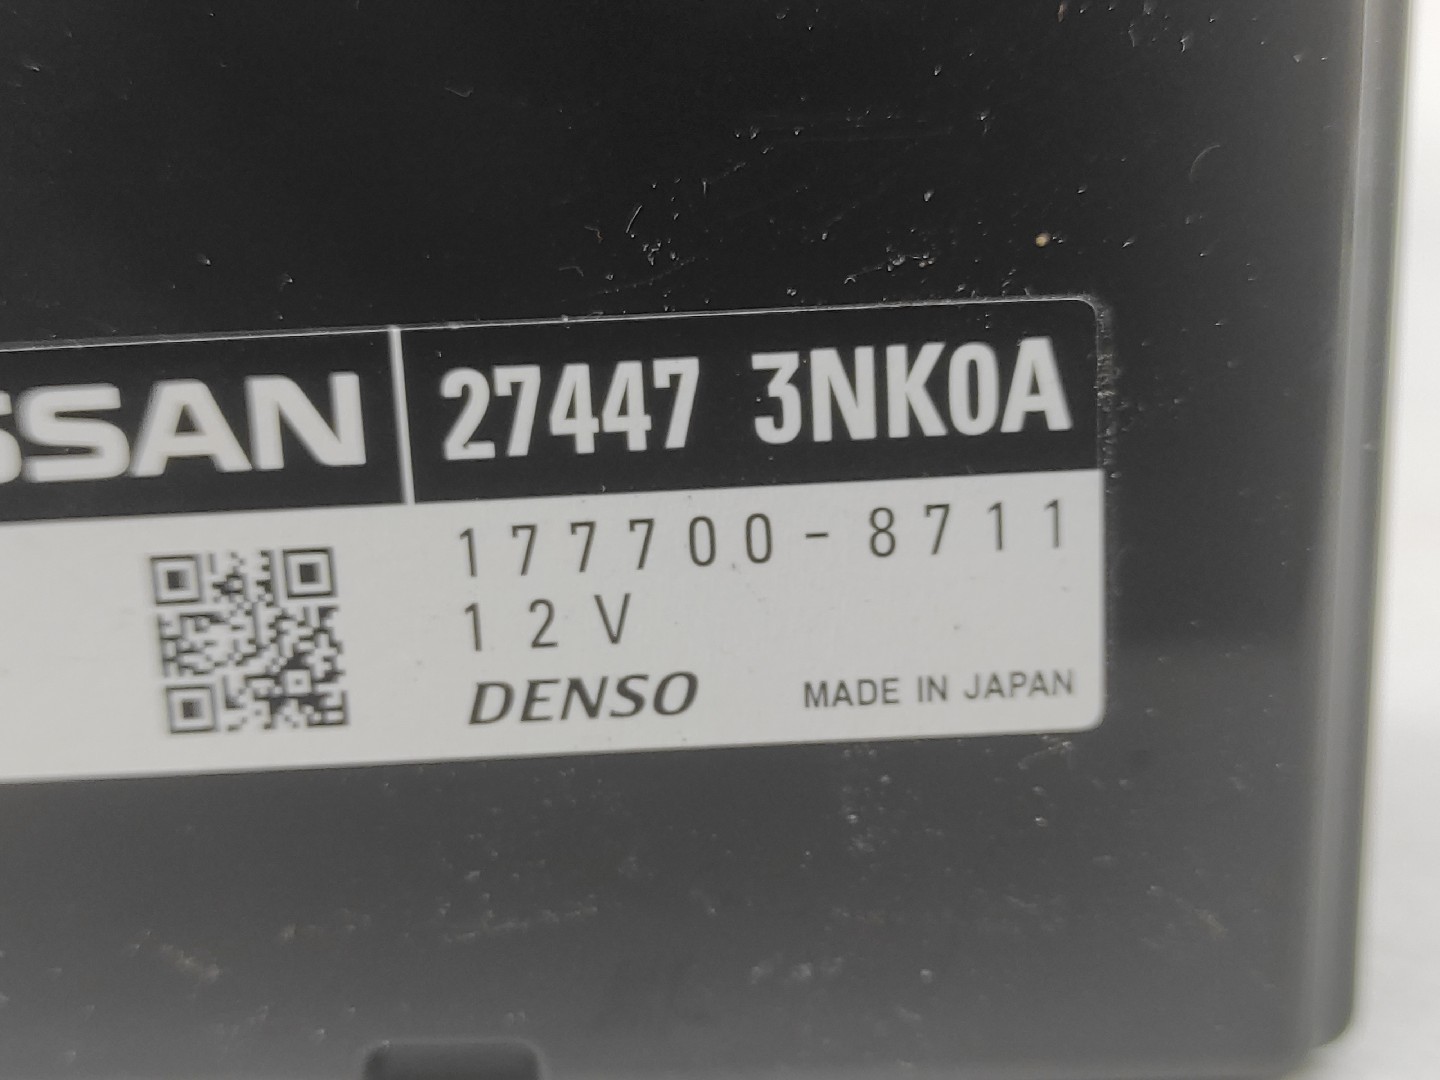 SSAN 27447 3NK0A
177700-8711
12V
DENSO MADE IN JAPAN